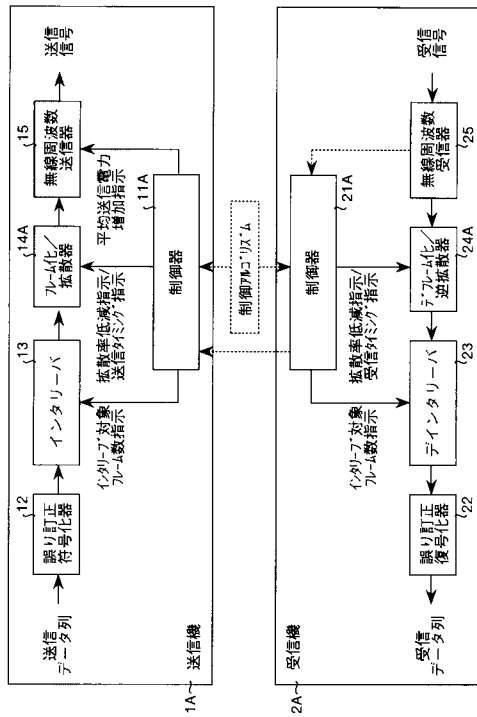 送信
データ列
12
誤り訂正
符号化器
13
インタリーバ
14A
フレーム化/
拡散器
15
無線周波数
送信器
送信
信号
インタリーブ対象
フレーム数指示
拡散率低減指示/
送信タイミング指示
平均送信電力
増加指示
制御器
11A
1A
送信機
制御アルゴリズム
2A
受信機
制御器
21A
インタリーブ対象
フレーム数指示
拡散率低減指示/
受信タイミング指示
受信
データ列
誤り訂正
復号化器
22
デインタリーバ
23
デフレーム化/
逆拡散器
24A
無線周波数
受信器
25
受信
信号